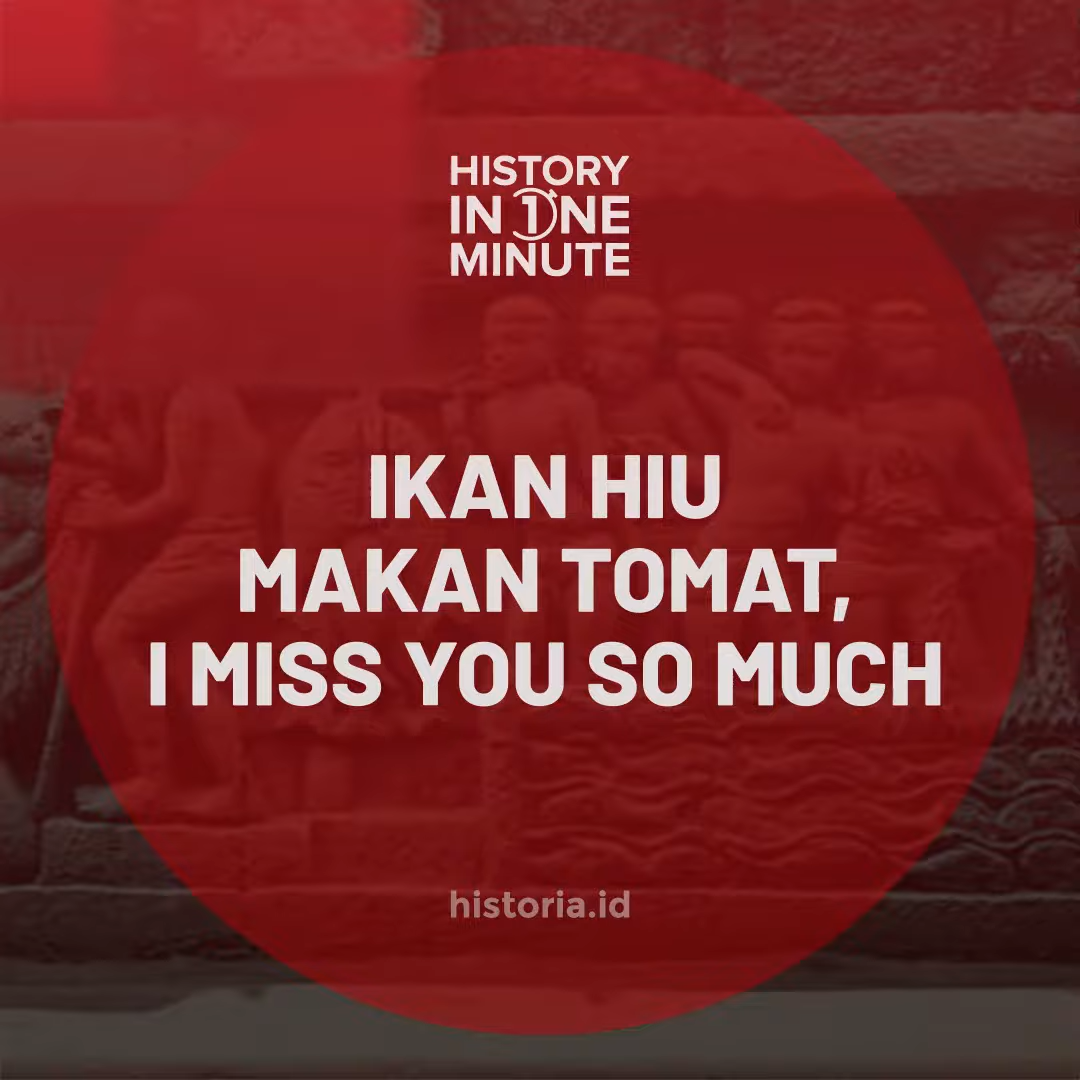 HISTORY
IN 1NE
MINUTE
IKAN HIU
MAKAN TOMAT,
I MISS YOU SO MUCH
historia.id